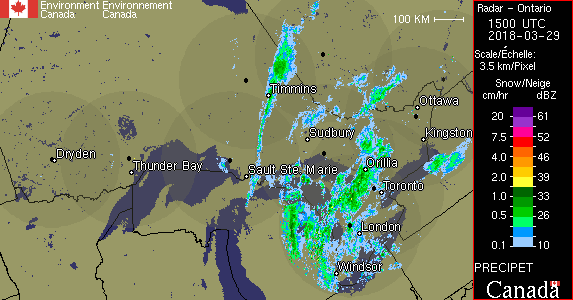 Environment Environnement
Canada Canada
100 KM
Timmins
Ottawa
Sudbury
Kingston
Dryden
Thunder Bay
Sault Ste. Marie
Orillia
Toronto
London
Windsor
Radar - Ontario
1500 UTC
2018-03-29
Scale/Échelle:
3.5 km/Pixel
Snow/Neige
cm/hr dBZ
20 61
7.5 52
4.0 46
2.0 39
1.0 33
0.5 26
0.1 10
PRECIPET
Canada